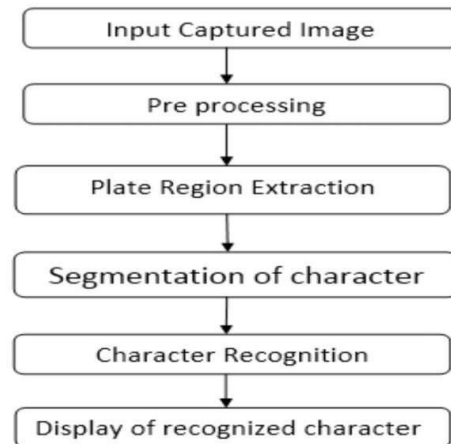 Input Captured Image
Pre processing
Plate Region Extraction
Segmentation of character
Character Recognition
Display of recognized character